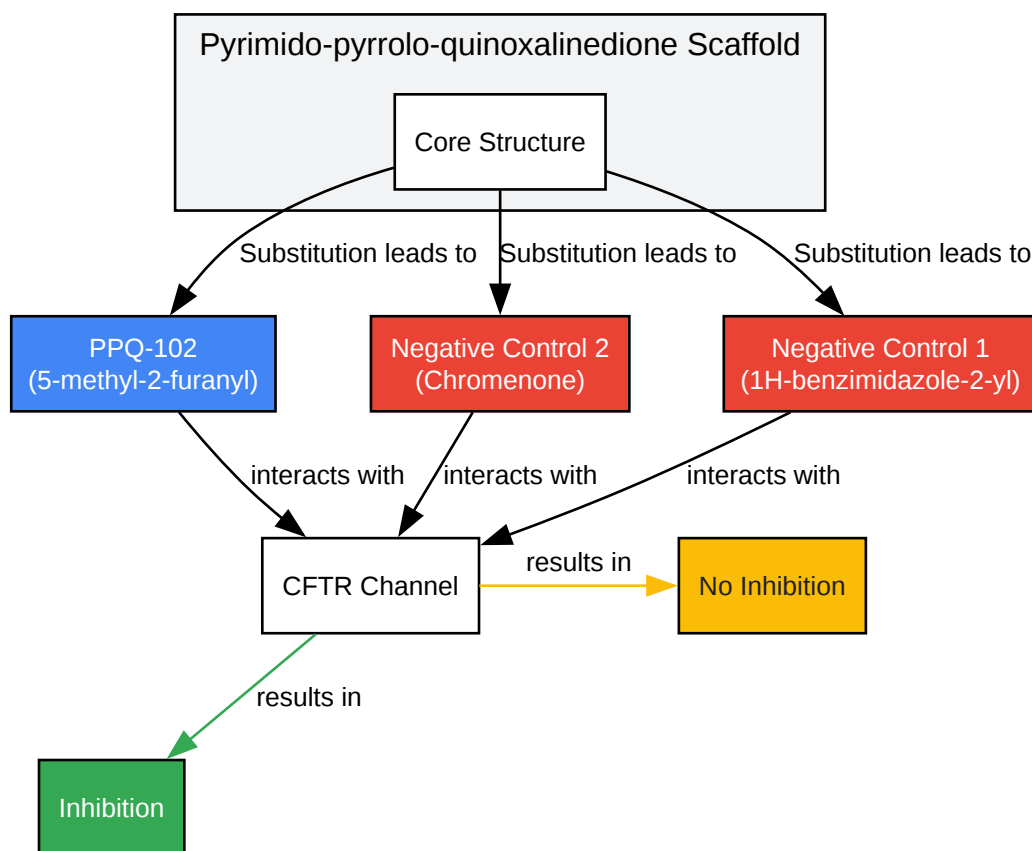 Pyrimido-pyrrolo-quinoxalinedione Scaffold
Core Structure
Substitution leads to
Substitution leads to
Substitution leads to
PPQ-102
(5-methyl-2-furanyl)
Negative Control 2
(Chromenone)
Negative Control 1
(1H-benzimidazole-2-yl)
interacts with
interacts with
interacts with
CFTR Channel
results in
No Inhibition
results in
Inhibition